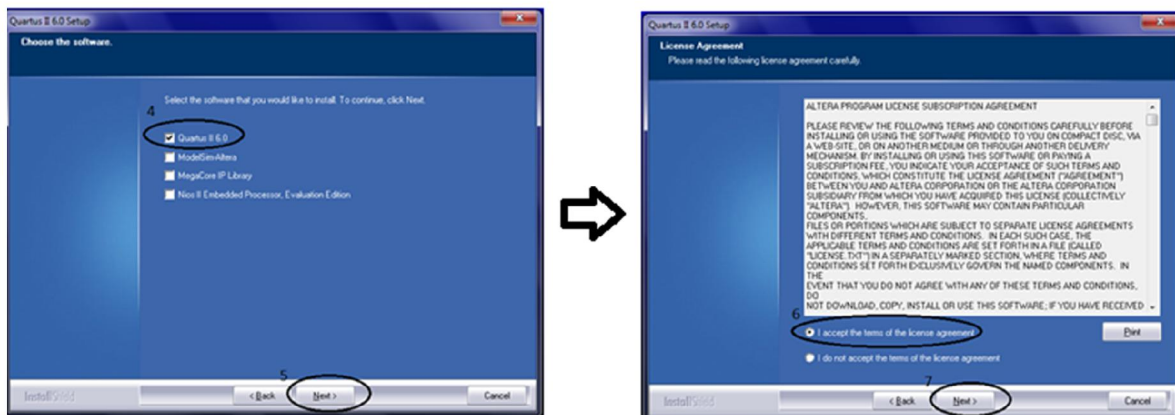 Quartus II 6.0 Setup
Choose the software.
Select the software that you would like to install. To continue, click Next.
4
Quartus II 6.0
ModelSim-Altera
MegaCore IP Library
Nios II Embedded Processor, Evaluation Edition
5
InstallShield
< Back
Next >
Cancel
Quartus II 6.0 Setup
License Agreement
Please read the following license agreement carefully.
ALTERA PROGRAM LICENSE SUBSCRIPTION AGREEMENT
PLEASE REVIEW THE FOLLOWING TERMS AND CONDITIONS CAREFULLY BEFORE
INSTALLING OR USING THE SOFTWARE PROVIDED TO YOU ON COMPACT DISC, VIA
A WEB-SITE, OR ON ANOTHER MEDIUM OR THROUGH ANOTHER DELIVERY
MECHANISM. BY INSTALLING OR USING THIS SOFTWARE OR PAYING A
SUBSCRIPTION FEE, YOU INDICATE YOUR ACCEPTANCE OF SUCH TERMS AND
CONDITIONS, WHICH CONSTITUTE THE LICENSE AGREEMENT ("AGREEMENT")
BETWEEN YOU AND ALTERA CORPORATION OR THE ALTERA CORPORATION
SUBSIDIARY FROM WHICH YOU HAVE ACQUIRED THIS LICENSE (COLLECTIVELY
"ALTERA"). HOWEVER, THIS SOFTWARE MAY CONTAIN PARTICULAR
COMPONENTS,
FILES OR PORTIONS WHICH ARE SUBJECT TO SEPARATE LICENSE AGREEMENTS
WITH DIFFERENT TERMS AND CONDITIONS. IN EACH SUCH CASE, THE
APPLICABLE TERMS AND CONDITIONS ARE SET FORTH IN A FILE (CALLED
"LICENSE.TXT") IN A SEPARATELY MARKED SECTION, WHERE TERMS AND
CONDITIONS SET FORTH EXCLUSIVELY GOVERN THE NAMED COMPONENTS. IN
THE
EVENT THAT YOU DO NOT AGREE WITH ANY OF THESE TERMS AND CONDITIONS,
DO
NOT DOWNLOAD, COPY, INSTALL OR USE THIS SOFTWARE; IF YOU HAVE RECEIVED
6
I accept the terms of the license agreement
Print
I do not accept the terms of the license agreement
7
InstallShield
< Back
Next >
Cancel